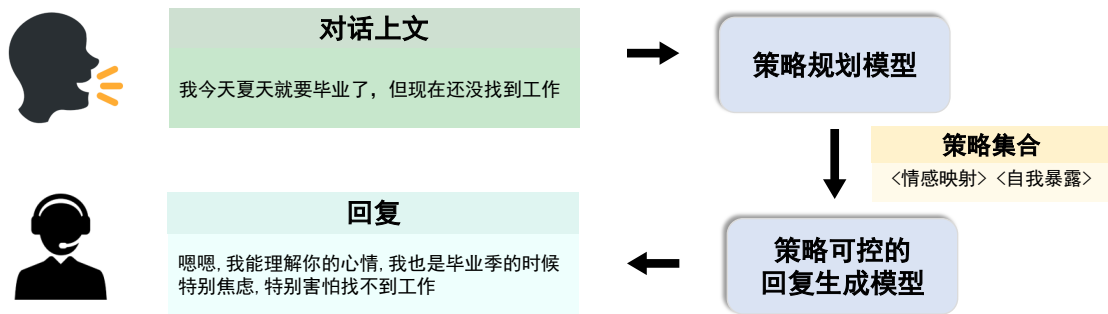 对话上文
我今天夏天就要毕业了，但现在还没找到工作
策略规划模型
策略集合
<情感映射> <自我暴露>
策略可控的
回复生成模型
回复
嗯嗯,我能理解你的心情,我也是毕业季的时候
特别焦虑,特别害怕找不到工作